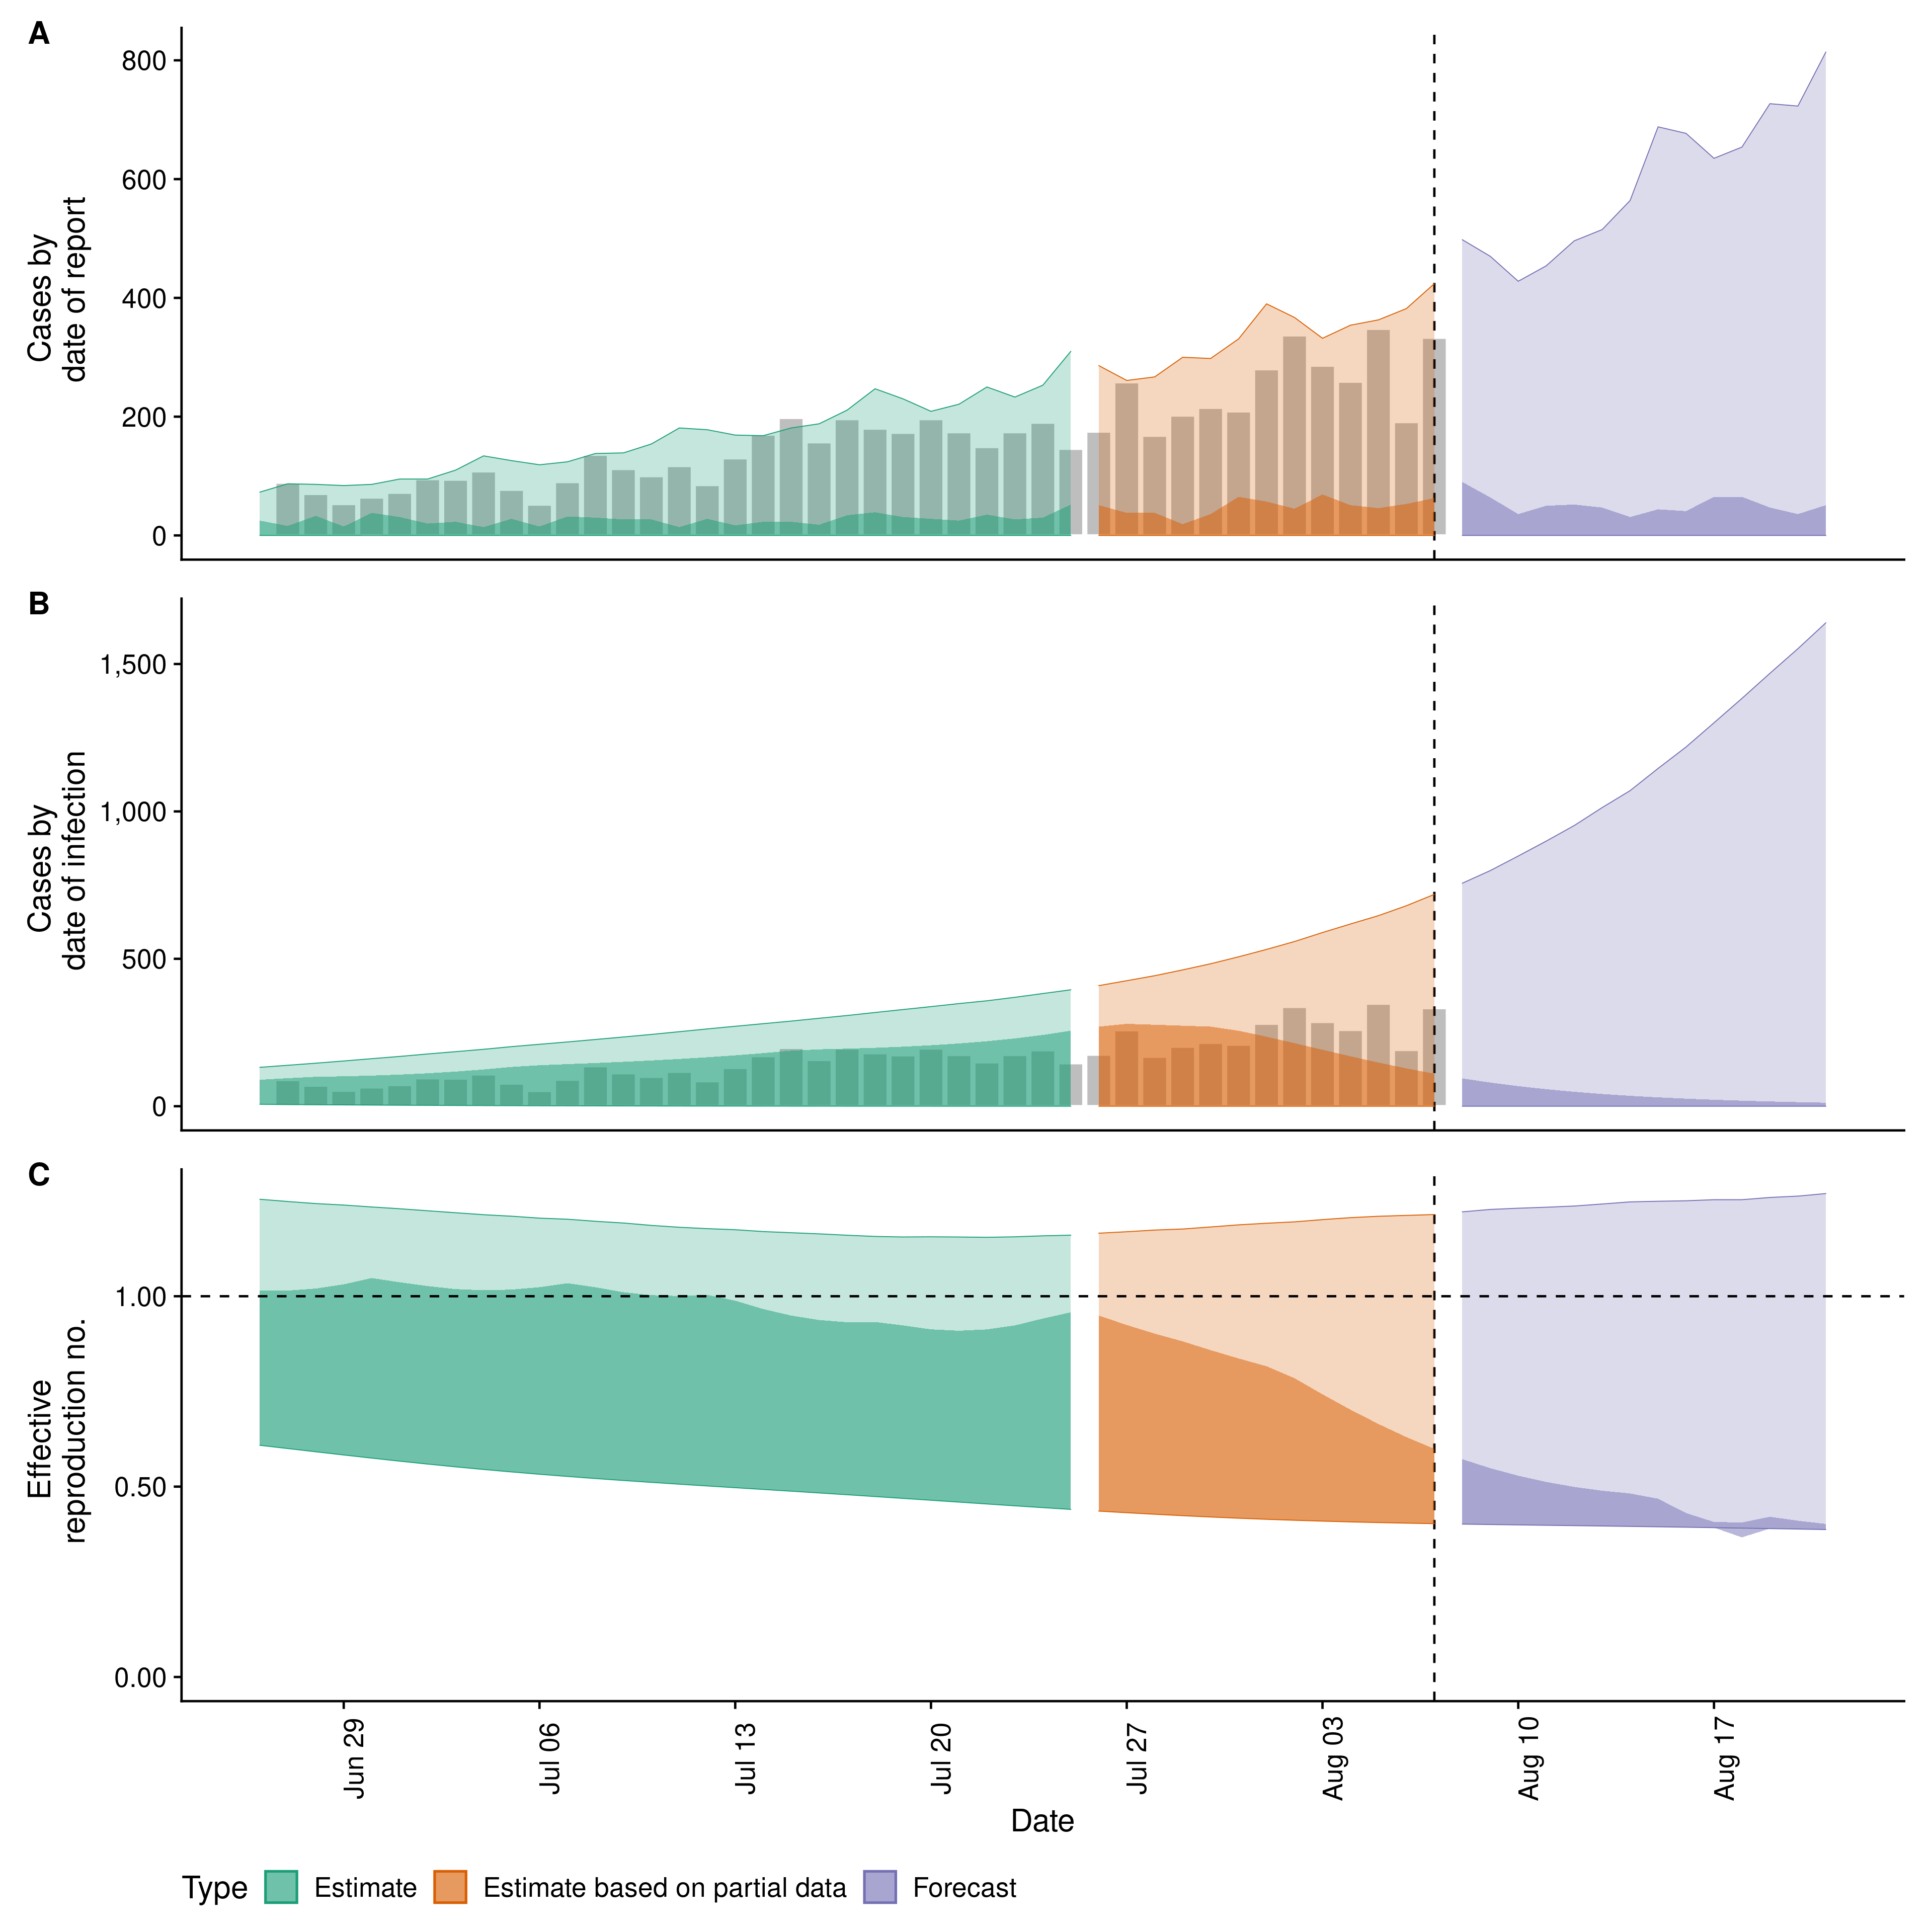 A
800
600
400
200
0
Cases by
date of report
B
1,500
1,000
500
0
Cases by
date of infection
C
1.00
0.50
0.00
Effective
reproduction no.
Jun 29
Jul 06
Jul 13
Jul 20
Jul 27
Aug 03
Aug 10
Aug 17
Date
Type Estimate Estimate based on partial data Forecast